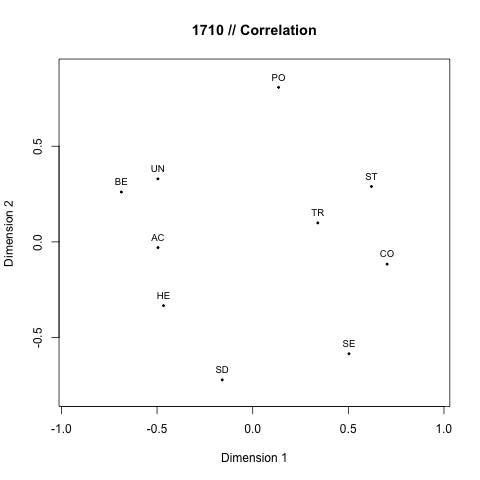 1710 // Correlation
PO
0.5
UN
ST
BE
TR
Dimension 2
0.0
AC
CO
HE
-0.5
SE
SD
-1.0 -0.5 0.0 0.5 1.0
Dimension 1